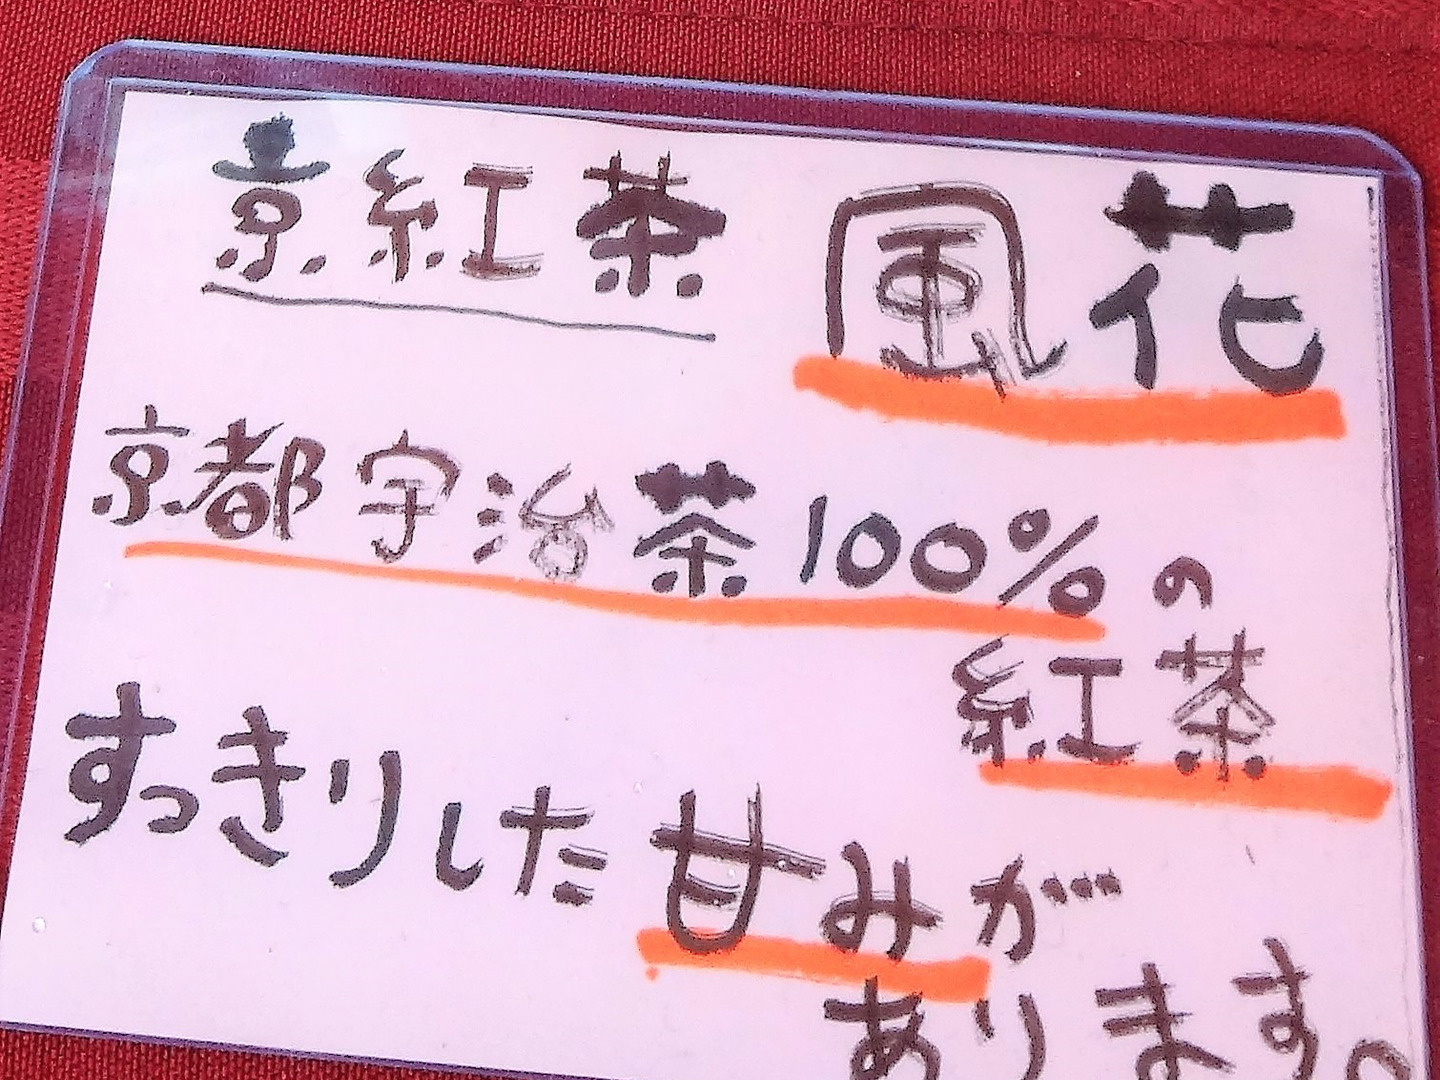 京紅茶 風花
京都宇治茶100%の
紅茶
すっきりした甘みが
あります。